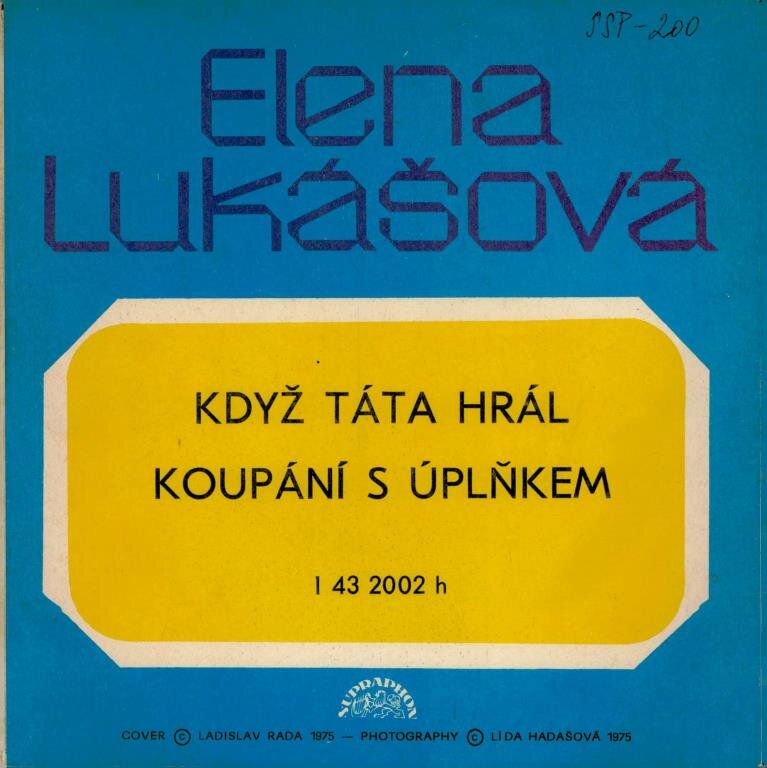 SSP-200
Elena
Lukášová
KDYŽ TÁTA HRÁL
KOUPÁNÍ S ÚPLŇKEM
1 43 2002 h
SUPRAPHON
COVER © LADISLAV RADA 1975 — PHOTOGRAPHY © LÍDA HADAŠOVÁ 1975